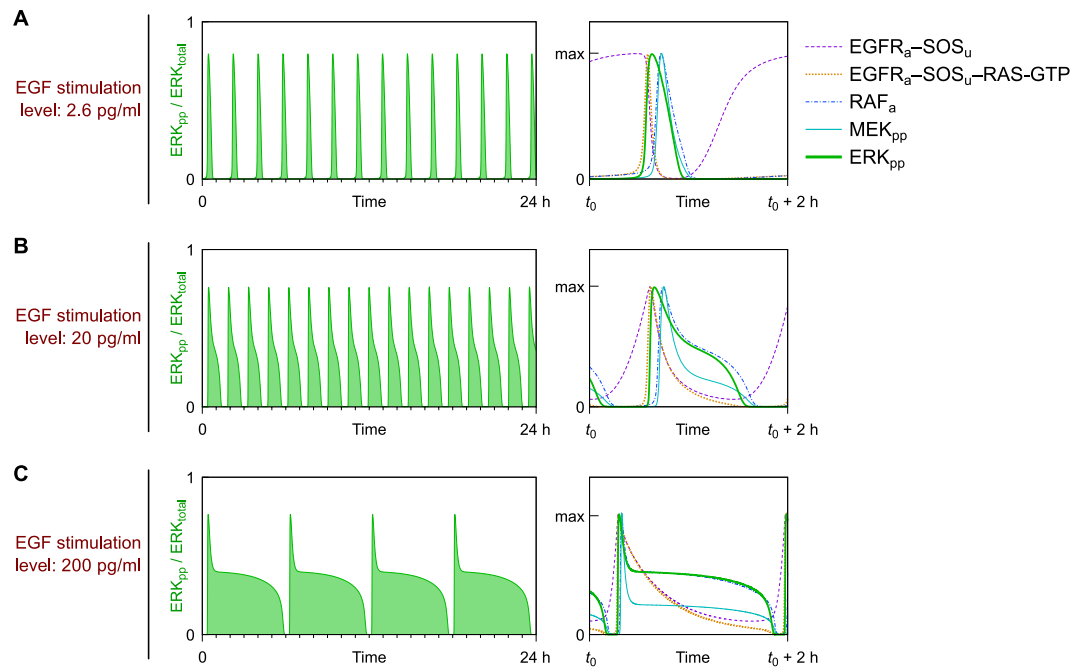 A
EGF stimulation
level: 2.6 pg/ml
ERKpp / ERKtotal
1
0
0
Time
24 h
max
0
t0
Time
t0 + 2 h
EGFRa–SOSu
EGFRa–SOSu–RAS-GTP
RAFa
MEKpp
ERKpp
B
EGF stimulation
level: 20 pg/ml
ERKpp / ERKtotal
1
0
0
Time
24 h
max
0
t0
Time
t0 + 2 h
C
EGF stimulation
level: 200 pg/ml
ERKpp / ERKtotal
1
0
0
Time
24 h
max
0
t0
Time
t0 + 2 h